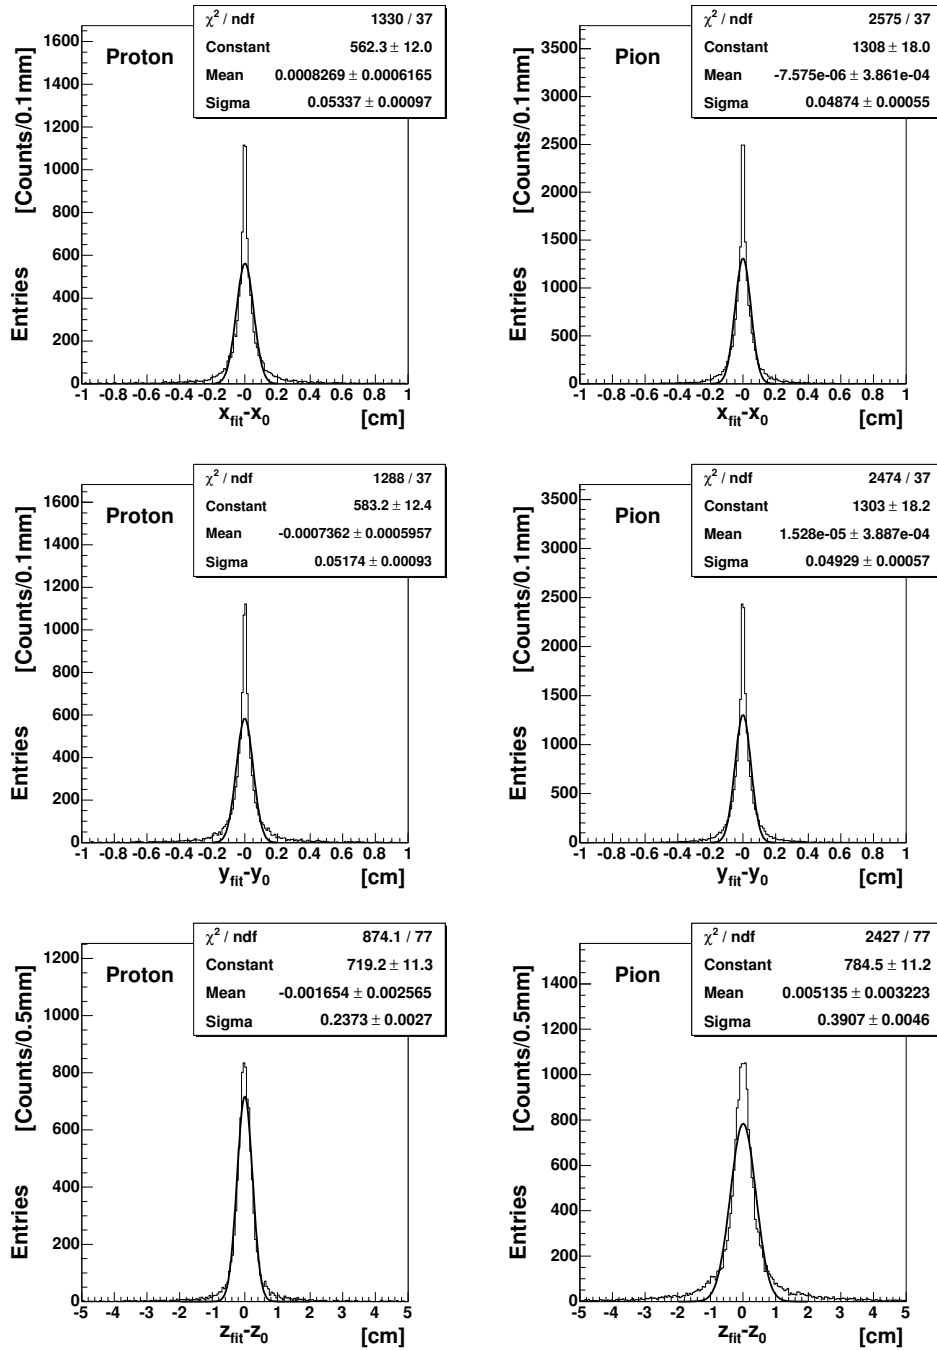 χ² / ndf 1330 / 37
Constant 562.3 ± 12.0
Mean 0.0008269 ± 0.0006165
Sigma 0.05337 ± 0.00097
Proton
Entries [Counts/0.1mm]
1600
1400
1200
1000
800
600
400
200
0
-1 -0.8 -0.6 -0.4 -0.2 -0 0.2 0.4 0.6 0.8 1
x_fit-x_0 [cm]
χ² / ndf 2575 / 37
Constant 1308 ± 18.0
Mean -7.575e-06 ± 3.861e-04
Sigma 0.04874 ± 0.00055
Pion
Entries [Counts/0.1mm]
3500
3000
2500
2000
1500
1000
500
0
-1 -0.8 -0.6 -0.4 -0.2 -0 0.2 0.4 0.6 0.8 1
x_fit-x_0 [cm]
χ² / ndf 1288 / 37
Constant 583.2 ± 12.4
Mean -0.0007362 ± 0.0005957
Sigma 0.05174 ± 0.00093
Proton
Entries [Counts/0.1mm]
1600
1400
1200
1000
800
600
400
200
0
-1 -0.8 -0.6 -0.4 -0.2 -0 0.2 0.4 0.6 0.8 1
y_fit-y_0 [cm]
χ² / ndf 2474 / 37
Constant 1303 ± 18.2
Mean 1.528e-05 ± 3.887e-04
Sigma 0.04929 ± 0.00057
Pion
Entries [Counts/0.1mm]
3500
3000
2500
2000
1500
1000
500
0
-1 -0.8 -0.6 -0.4 -0.2 -0 0.2 0.4 0.6 0.8 1
y_fit-y_0 [cm]
χ² / ndf 874.1 / 77
Constant 719.2 ± 11.3
Mean -0.001654 ± 0.002565
Sigma 0.2373 ± 0.0027
Proton
Entries [Counts/0.5mm]
1200
1000
800
600
400
200
0
-5 -4 -3 -2 -1 0 1 2 3 4 5
z_fit-z_0 [cm]
χ² / ndf 2427 / 77
Constant 784.5 ± 11.2
Mean 0.005135 ± 0.003223
Sigma 0.3907 ± 0.0046
Pion
Entries [Counts/0.5mm]
1400
1200
1000
800
600
400
200
0
-5 -4 -3 -2 -1 0 1 2 3 4 5
z_fit-z_0 [cm]